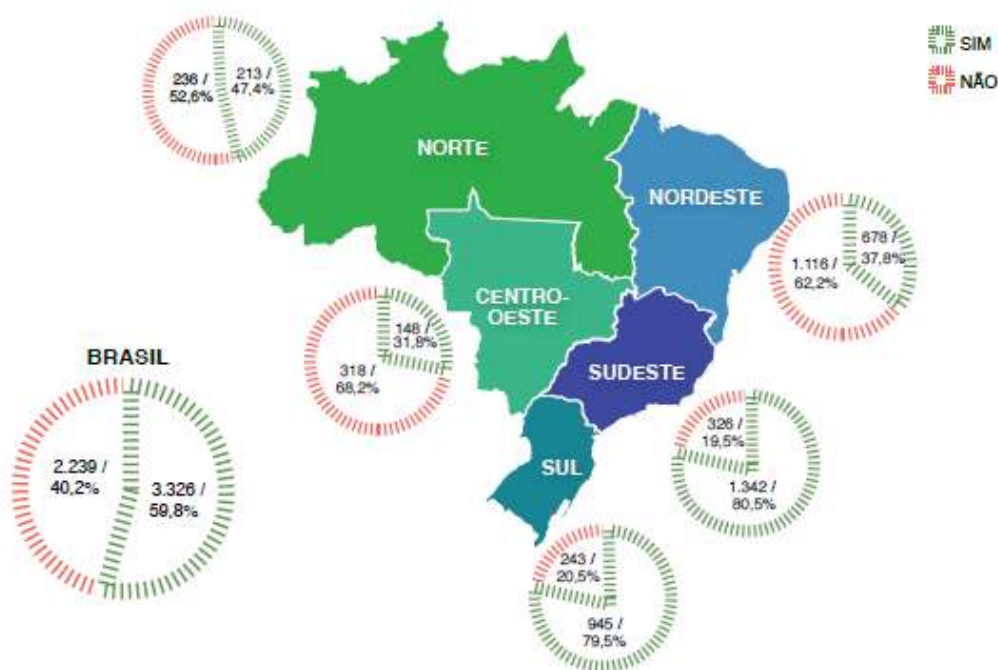 SIM
NÃO
236 /
52,6%
213 /
47,4%
NORTE
NORDESTE
678 /
37,8%
1.116 /
62,2%
CENTRO-
OESTE
148 /
31,8%
318 /
68,2%
SUDESTE
BRASIL
2.239 /
40,2%
3.326 /
59,8%
326 /
19,5%
1.342 /
80,5%
SUL
243 /
20,5%
945 /
79,5%